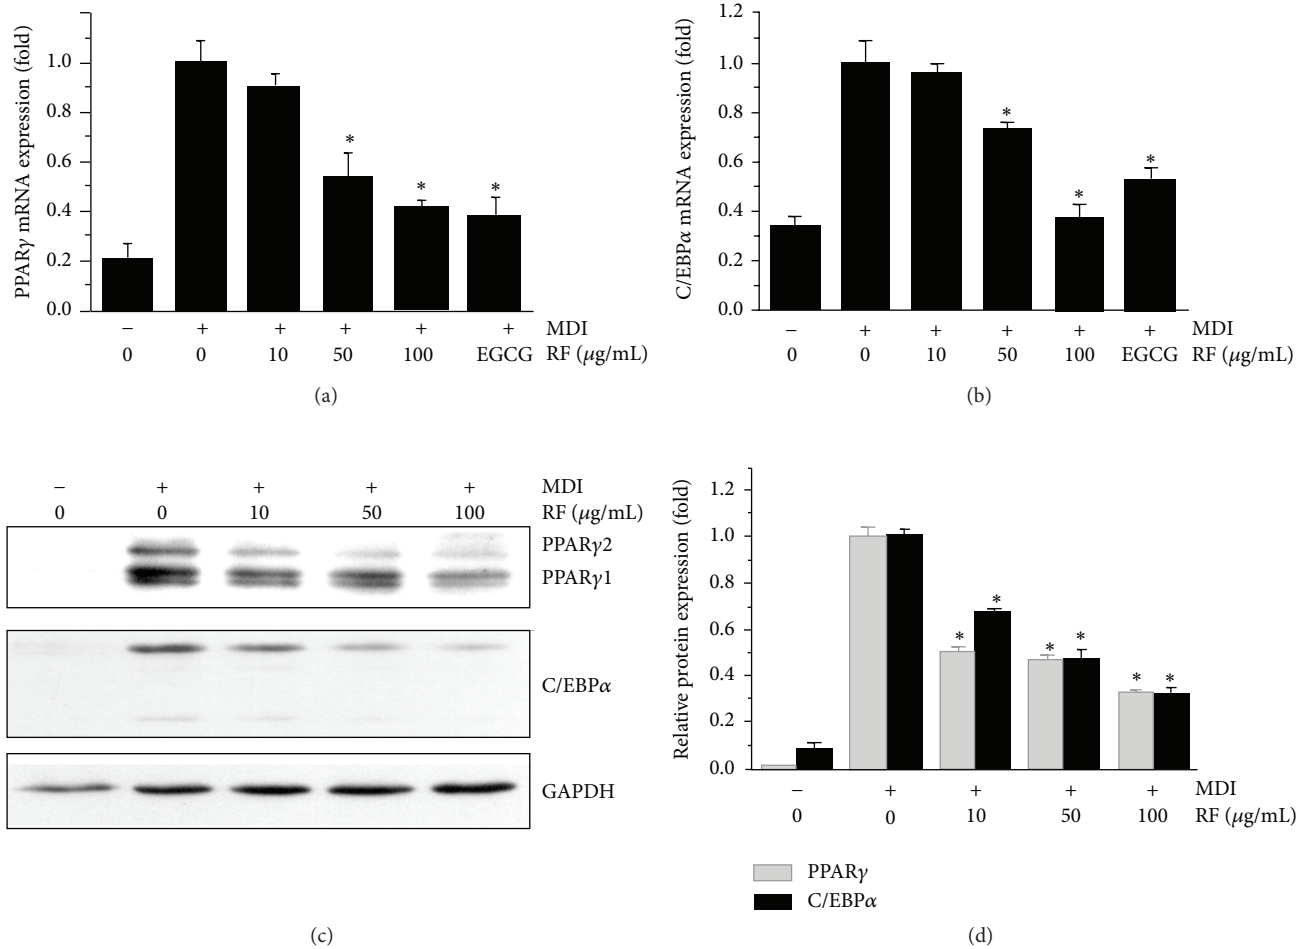 PPARγ mRNA expression (fold)
1.0
0.8
0.6
0.4
0.2
0.0
* * *
− + + + + + MDI
0 0 10 50 100 EGCG RF (μg/mL)
(a)
C/EBPα mRNA expression (fold)
1.2
1.0
0.8
0.6
0.4
0.2
0.0
* * *
− + + + + + MDI
0 0 10 50 100 EGCG RF (μg/mL)
(b)
− + + + + MDI
0 0 10 50 100 RF (μg/mL)
PPARγ2
PPARγ1
C/EBPα
GAPDH
(c)
Relative protein expression (fold)
1.2
1.0
0.8
0.6
0.4
0.2
0.0
* * * * * *
− + + + + MDI
0 0 10 50 100 RF (μg/mL)
PPARγ
C/EBPα
(d)